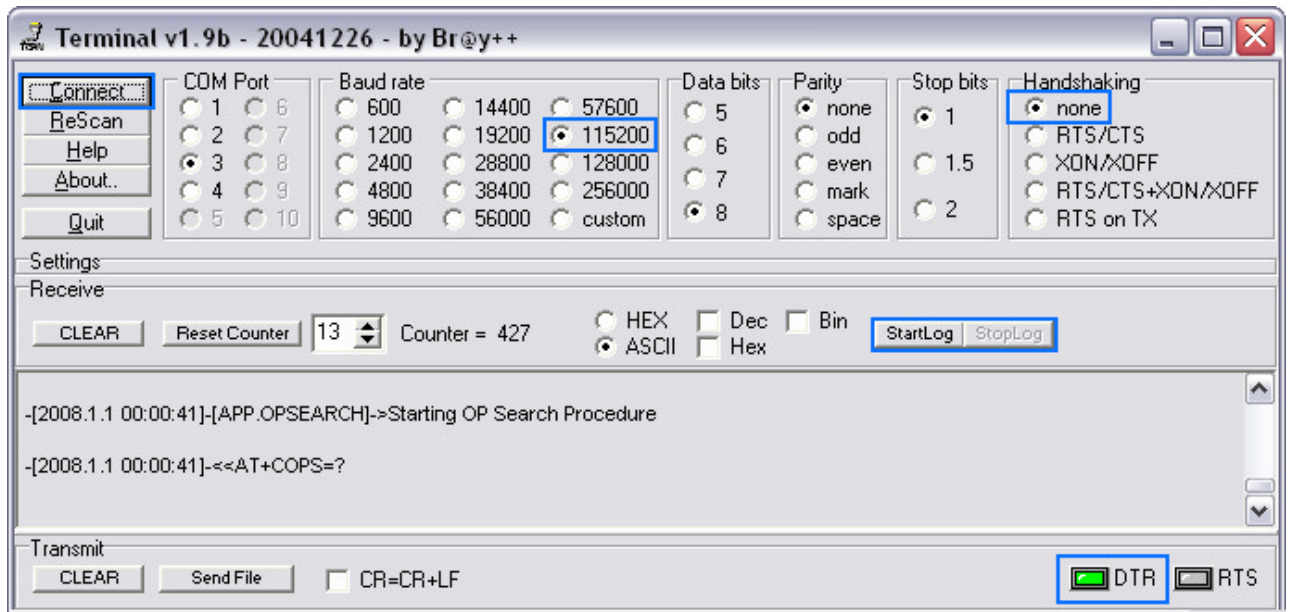 Terminal v1.9b - 20041226 - by Br@y++
Connect
ReScan
Help
About..
Quit
COM Port
1 6
2 7
3 8
4 9
5 10
Baud rate
600 14400 57600
1200 19200 115200
2400 28800 128000
4800 38400 256000
9600 56000 custom
Data bits
5
6
7
8
Parity
none
odd
even
mark
space
Stop bits
1
1.5
2
Handshaking
none
RTS/CTS
XON/XOFF
RTS/CTS+XON/XOFF
RTS on TX
Settings
Receive
CLEAR Reset Counter 13 Counter = 427
HEX Dec Bin
ASCII Hex
StartLog StopLog
-[2008.1.1 00:00:41]-[APP.OPSEARCH]->Starting OP Search Procedure
-[2008.1.1 00:00:41]-<<AT+COPS=?
Transmit
CLEAR Send File CR=CR+LF DTR RTS